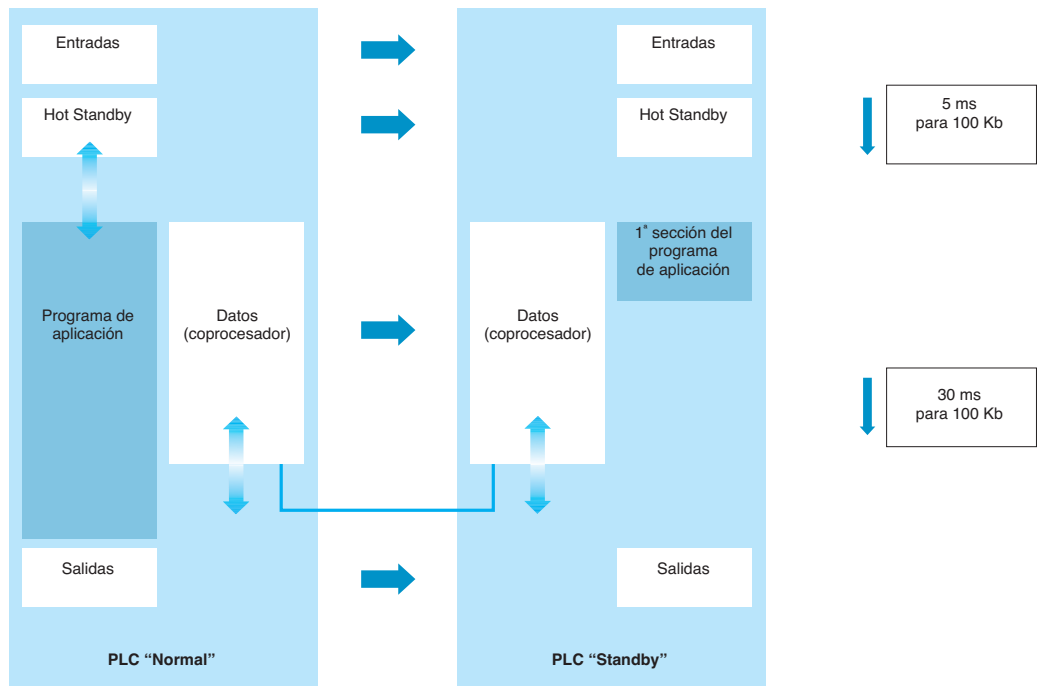 Entradas
Entradas
Hot Standby
Hot Standby
5 ms
para 100 Kb
Programa de
aplicación
Datos
(coprocesador)
Datos
(coprocesador)
1ª sección del
programa
de aplicación
30 ms
para 100 Kb
Salidas
Salidas
PLC “Normal”
PLC “Standby”